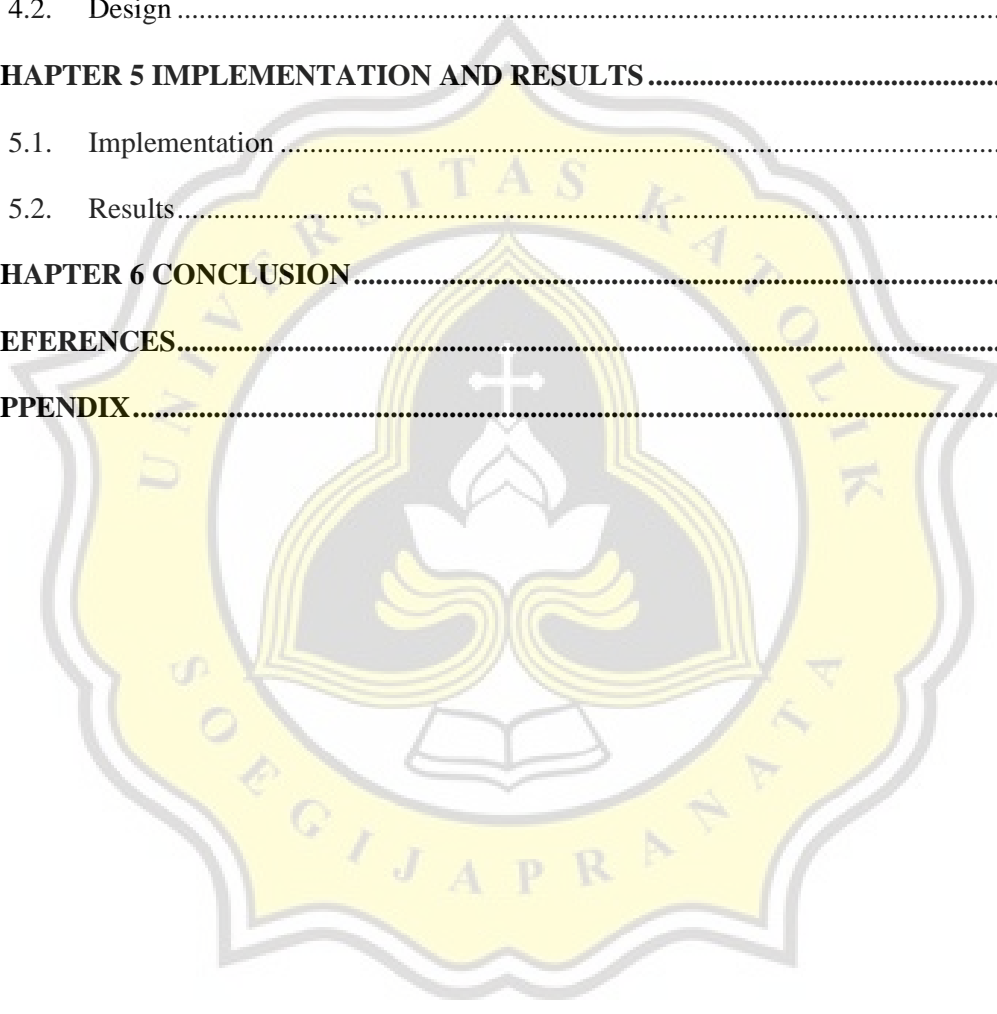 4.2. Design ........................................................................
HAPTER 5 IMPLEMENTATION AND RESULTS ........................................................................
5.1. Implementation ........................................................................
5.2. Results ........................................................................
HAPTER 6 CONCLUSION ........................................................................
EFERENCES ........................................................................
PPENDIX ........................................................................
UNIVERSITAS KATOLIK
SOEGIJAPRANATA